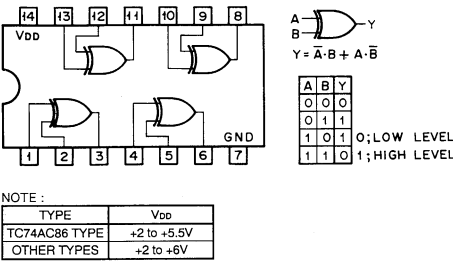 14 13 12 11 10 9 8
VDD
GND
1 2 3 4 5 6 7
A
B
Y
Y = A̅·B + A·B̅
A B Y
0 0 0
0 1 1
1 0 1 0;LOW LEVEL
1 1 0 1;HIGH LEVEL
NOTE :
TYPE VDD
TC74AC86 TYPE +2 to +5.5V
OTHER TYPES +2 to +6V